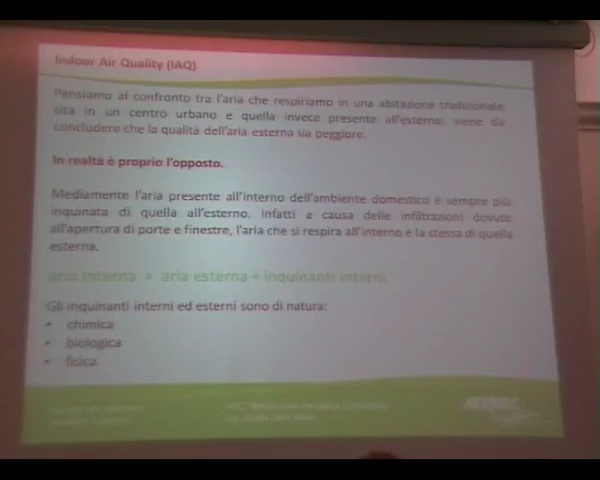 Indoor Air Quality (IAQ)
Pensiamo al confronto tra l'aria che respiriamo in una abitazione tradizionale
sita in un centro urbano e quella invece presente all'esterno: viene da
concludere che la qualità dell'aria esterna sia peggiore.
In realtà è proprio l'opposto.
Mediamente l'aria presente all'interno dell'ambiente domestico è sempre più
inquinata di quella all'esterno. Infatti a causa delle infiltrazioni dovute
all'apertura di porte e finestre, l'aria che si respira all'interno è la stessa di quella
esterna.
aria interna = aria esterna + inquinanti interni
Gli inquinanti interni ed esterni sono di natura:
• chimica
• biologica
• fisica